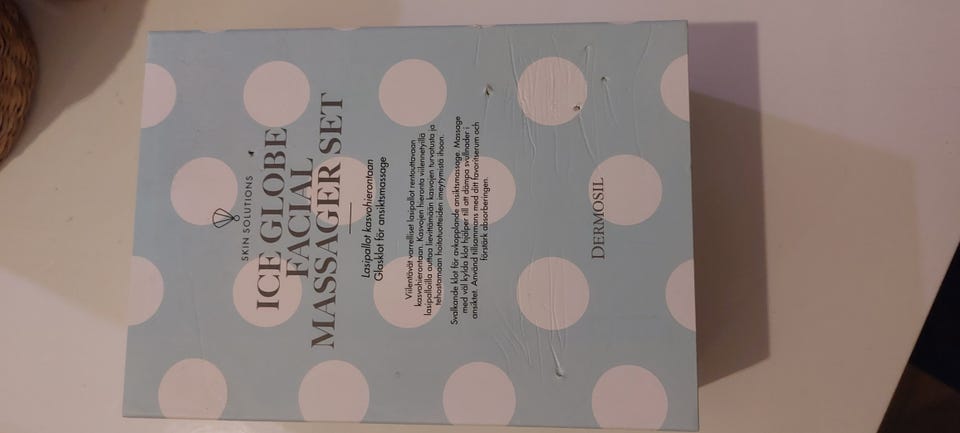 SKIN SOLUTIONS
ICE GLOBE
FACIAL
MASSAGER SET
Lasipallot kasvohierontaan
Glasklot för ansiktsmassage
Viilentävät varrelliset lasipallot rentouttavaan
kasvohierontaan. Kasvojen hieronta viilennetyillä
lasipalloilla auttaa lievittämään kasvojen turvotusta ja
tehostamaan hoitotuotteiden imeytymistä ihoon.
Svalkande klot för avkopplande ansiktsmassage. Massage
med väl kylda klot hjälper till att dämpa svullnader i
ansiktet. Använd tillsammans med ditt favoritserum och
förstärk absorberingen.
DERMOSIL